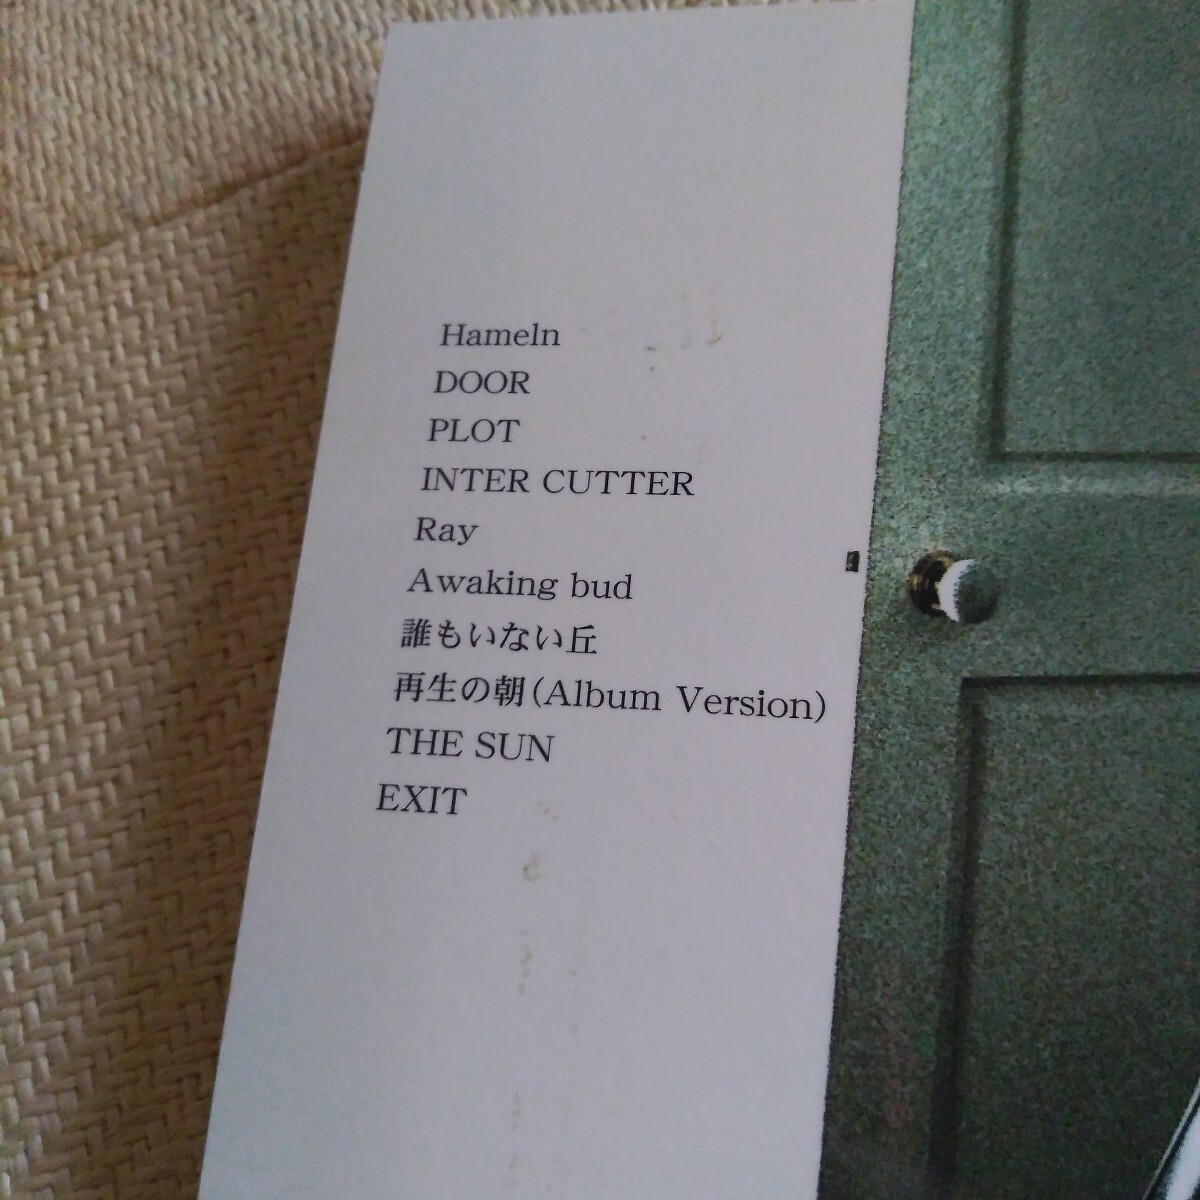 Hameln
DOOR
PLOT
INTER CUTTER
Ray
Awaking bud
誰もいない丘
再生の朝(Album Version)
THE SUN
EXIT